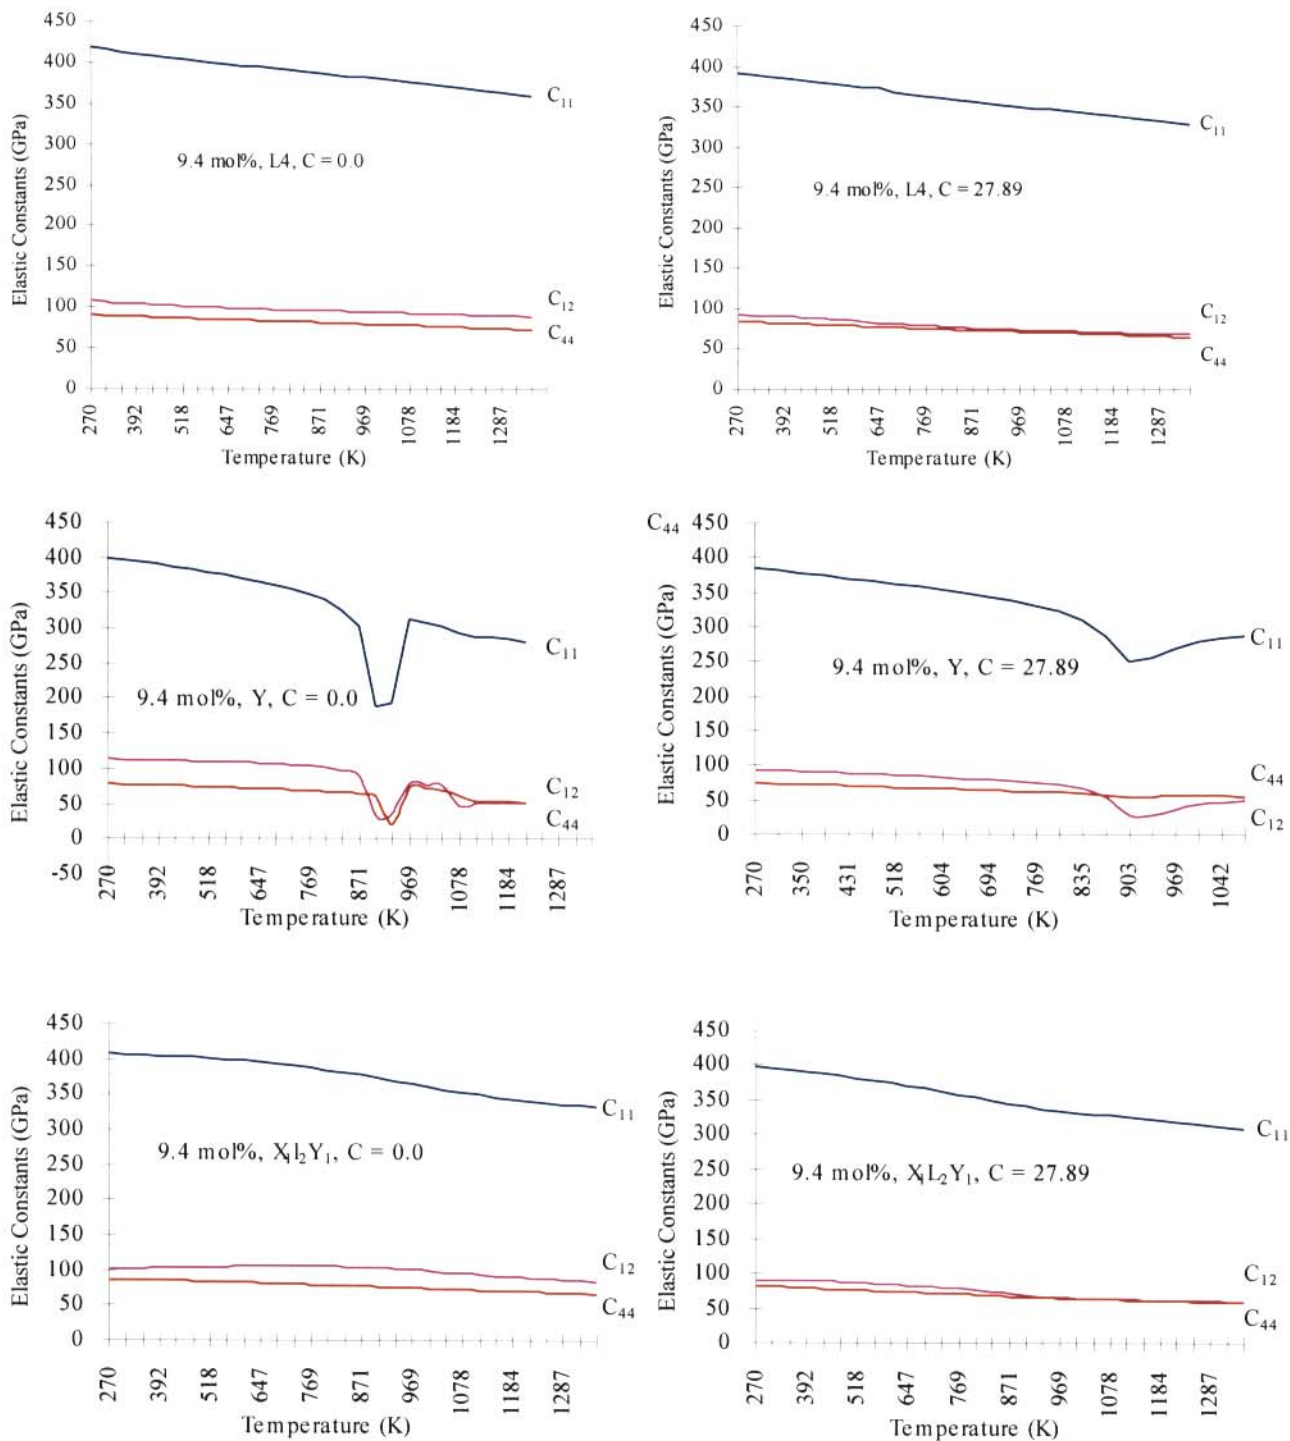 450
400
350
300
250
200
150
100
50
0
Elastic Constants (GPa)
C11
9.4 mol%, L4, C = 0.0
C12
C44
270 392 518 647 769 871 969 1078 1184 1287
Temperature (K)
450
400
350
300
250
200
150
100
50
0
Elastic Constants (GPa)
C11
9.4 mol%, L4, C = 27.89
C12
C44
270 392 518 647 769 871 969 1078 1184 1287
Temperature (K)
450
400
350
300
250
200
150
100
50
0
-50
Elastic Constants (GPa)
C11
9.4 mol%, Y, C = 0.0
C12
C44
270 392 518 647 769 871 969 1078 1184 1287
Temperature (K)
C44
450
400
350
300
250
200
150
100
50
0
Elastic Constants (GPa)
C11
9.4 mol%, Y, C = 27.89
C44
C12
270 350 431 518 604 694 769 835 903 969 1042
Temperature (K)
450
400
350
300
250
200
150
100
50
0
Elastic Constants (GPa)
C11
9.4 mol%, X1l2Y1, C = 0.0
C12
C44
270 392 518 647 769 871 969 1078 1184 1287
Temperature (K)
450
400
350
300
250
200
150
100
50
0
Elastic Constants (GPa)
C11
9.4 mol%, X1L2Y1, C = 27.89
C12
C44
270 392 518 647 769 871 969 1078 1184 1287
Temperature (K)